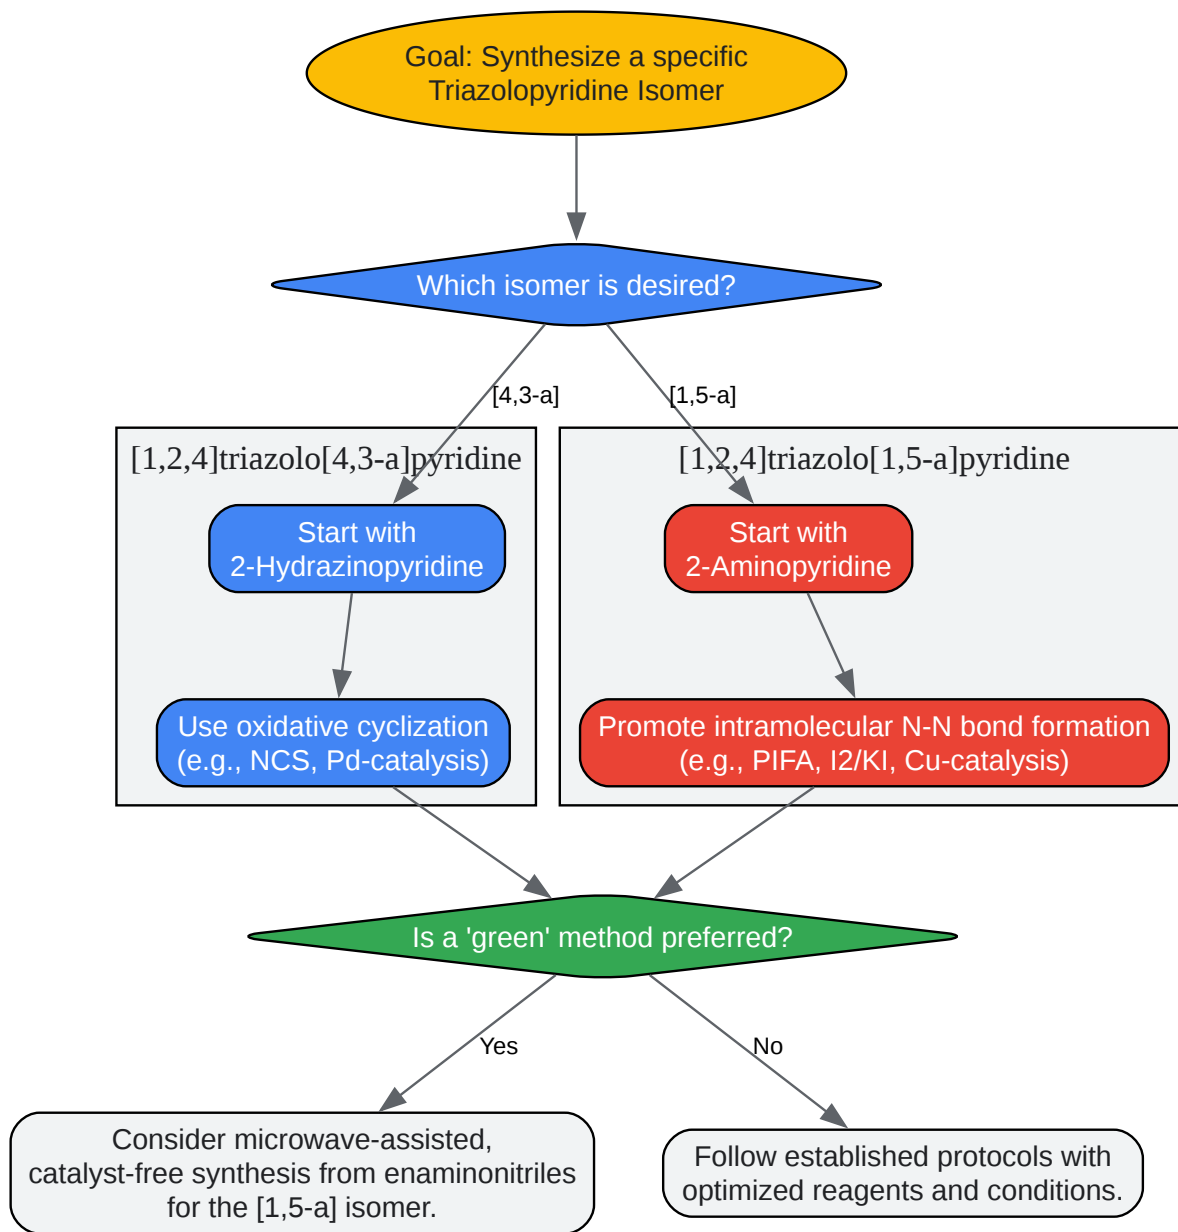 Goal: Synthesize a specific
Triazolopyridine Isomer
Which isomer is desired?
[4,3-a]
[1,5-a]
[1,2,4]triazolo[4,3-a]pyridine
Start with
2-Hydrazinopyridine
Use oxidative cyclization
(e.g., NCS, Pd-catalysis)
[1,2,4]triazolo[1,5-a]pyridine
Start with
2-Aminopyridine
Promote intramolecular N-N bond formation
(e.g., PIFA, I2/KI, Cu-catalysis)
Is a 'green' method preferred?
Yes
No
Consider microwave-assisted,
catalyst-free synthesis from enaminonitriles
for the [1,5-a] isomer.
Follow established protocols with
optimized reagents and conditions.